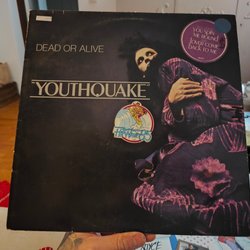 DEAD OR ALIVE
YOU SPIN
ME ROUND
LOVER COME
BACK TO ME
YOUTHQUAKE